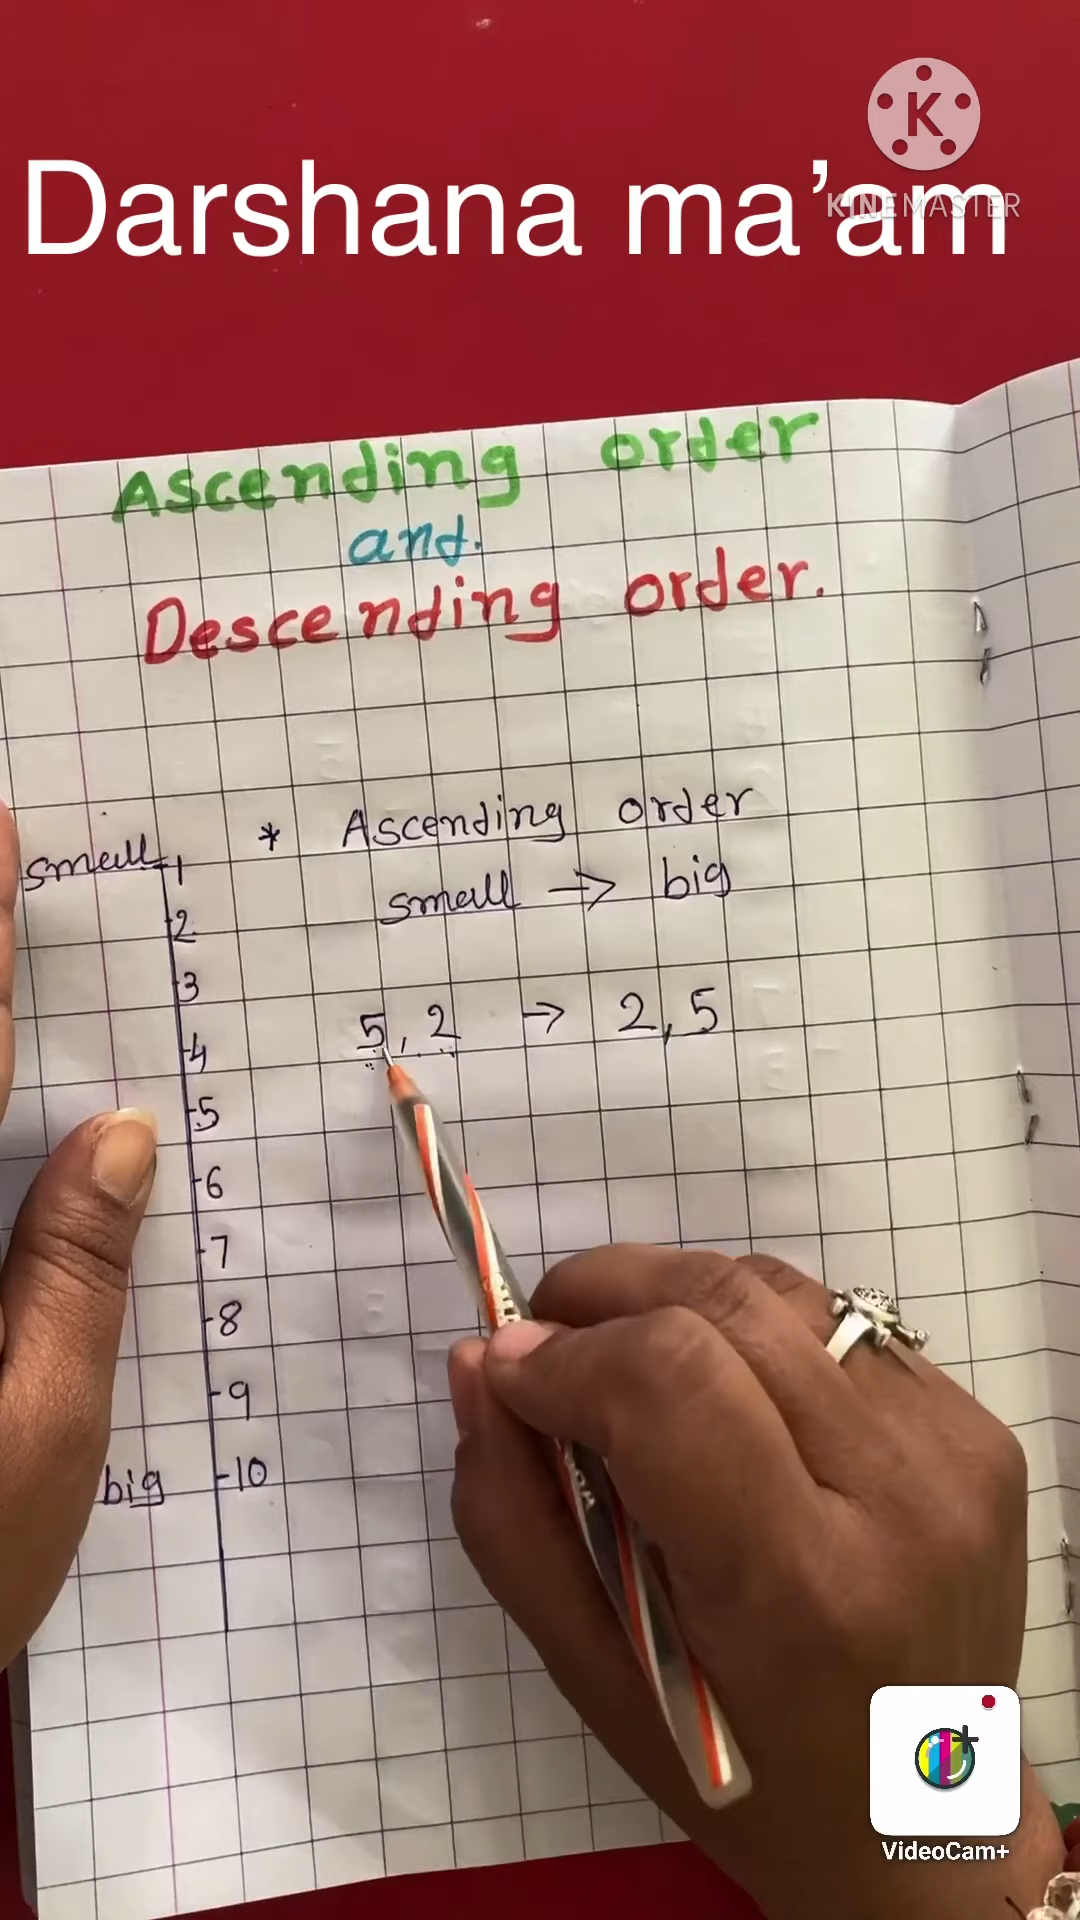 K
KINEMASTER
Darshana ma’am
Ascending order
and.
Descending order.
* Ascending order
small → big
5, 2 → 2, 5
small 1
2
3
4
5
6
7
8
9
big 10
VideoCam+